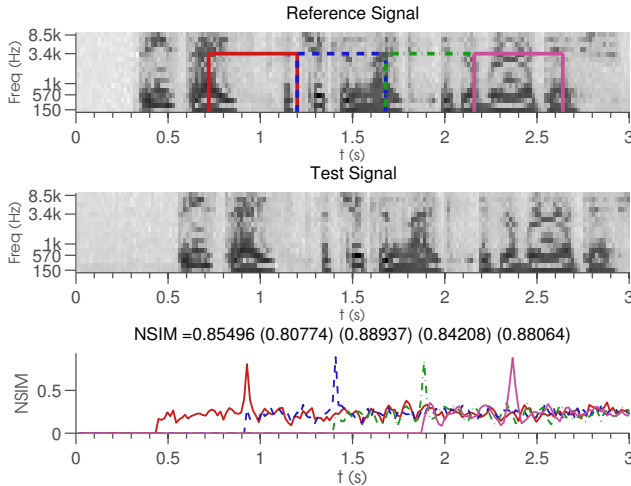 Reference Signal
Freq (Hz)
8.5k
3.4k
1k
570
150
0 0.5 1 1.5 2 2.5 3
t (s)
Test Signal
Freq (Hz)
8.5k
3.4k
1k
570
150
0 0.5 1 1.5 2 2.5 3
t (s)
NSIM =0.85496 (0.80774) (0.88937) (0.84208) (0.88064)
NSIM
0.5
0
0 0.5 1 1.5 2 2.5 3
t (s)